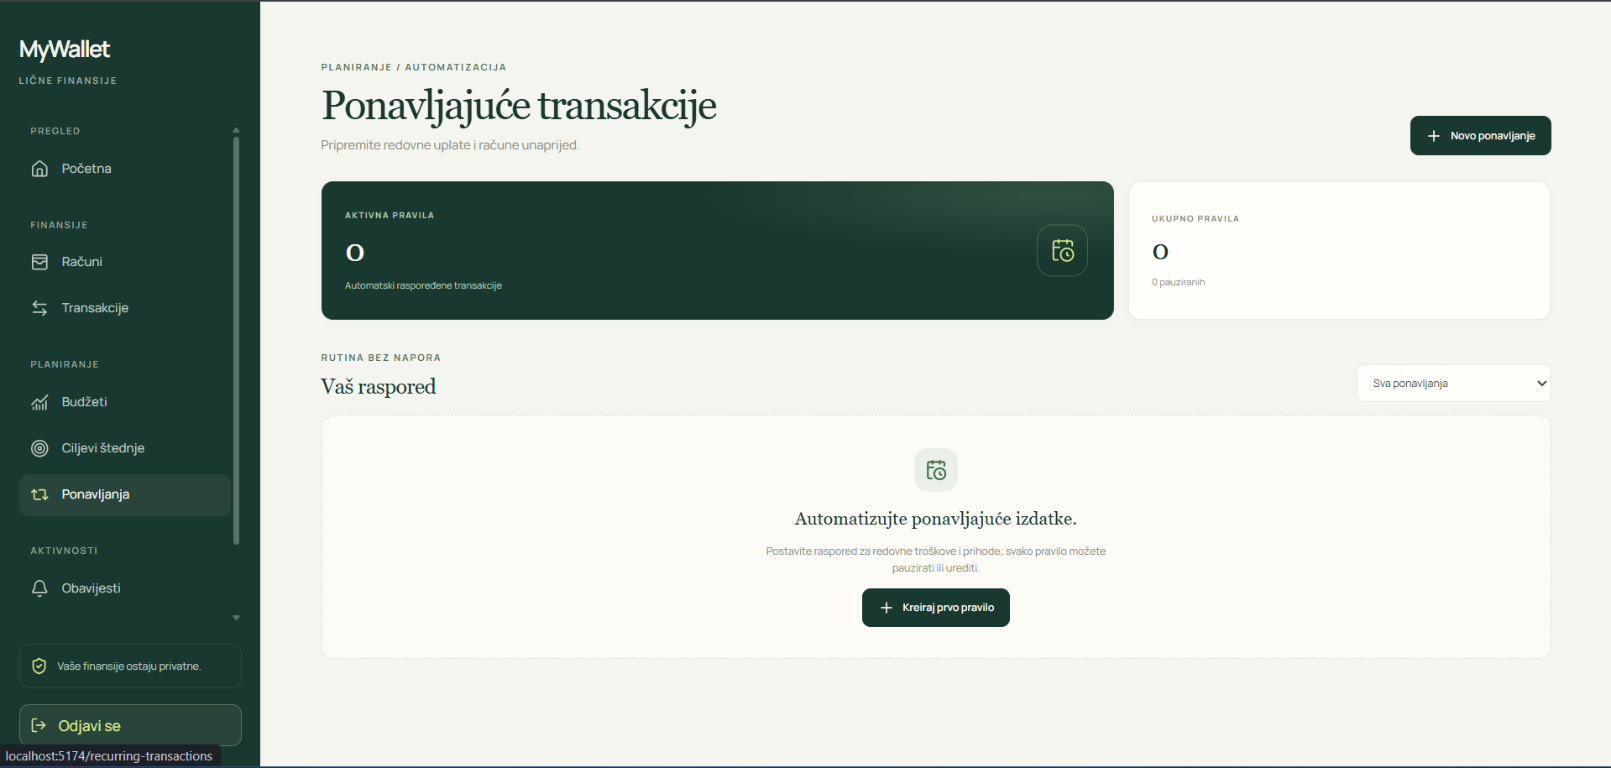 MyWallet
LIČNE FINANSIJE
PREGLED
Početna
FINANSIJE
Računi
Transakcije
PLANIRANJE
Budžeti
Ciljevi štednje
Ponavljanja
AKTIVNOSTI
Obavijesti
Vaše finansije ostaju privatne.
Odjavi se
localhost:5174/recurring-transactions
PLANIRANJE / AUTOMATIZACIJA
Ponavljajuće transakcije
Pripremite redovne uplate i račune unaprijed.
Novo ponavljanje
AKTIVNA PRAVILA
0
Automatski raspoređene transakcije
UKUPNO PRAVILA
0
0 pauziranih
RUTINA BEZ NAPORA
Vaš raspored
Sva ponavljanja
Automatizujte ponavljajuće izdatke.
Postavite raspored za redovne troškove i prihode; svako pravilo možete
pauzirati ili urediti.
Kreiraj prvo pravilo